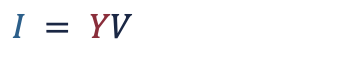 I = YV